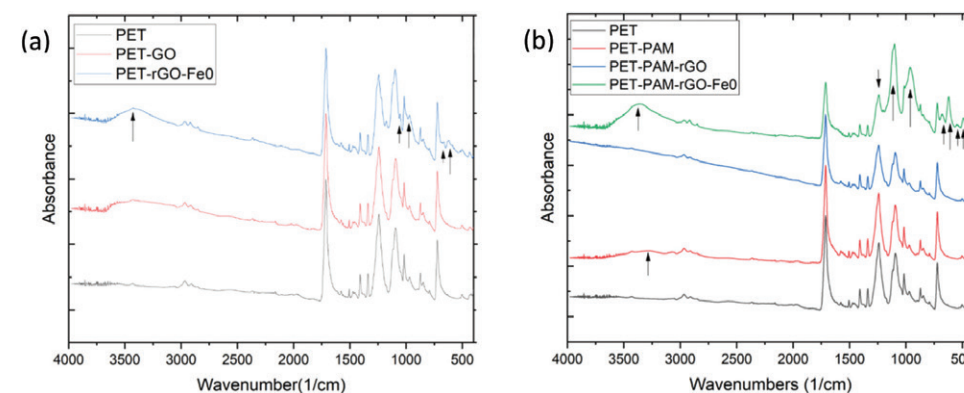 (a)
PET
PET-GO
PET-rGO-Fe0
Absorbance
4000 3500 3000 2500 2000 1500 1000 500
Wavenumber(1/cm)
(b)
PET
PET-PAM
PET-PAM-rGO
PET-PAM-rGO-Fe0
Absorbance
4000 3500 3000 2500 2000 1500 1000 500
Wavenumbers (1/cm)